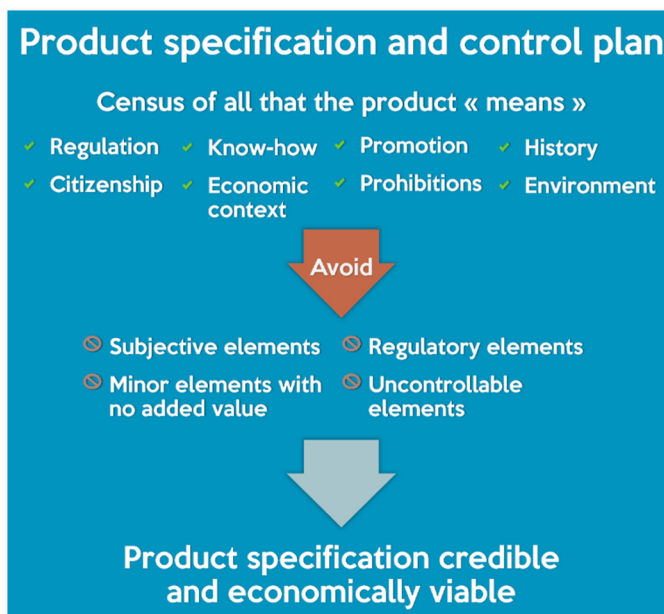 Product specification and control plan
Census of all that the product « means »
Regulation Know-how Promotion History
Citizenship Economic context Prohibitions Environment
Avoid
Subjective elements Regulatory elements
Minor elements with no added value Uncontrollable elements
Product specification credible
and economically viable